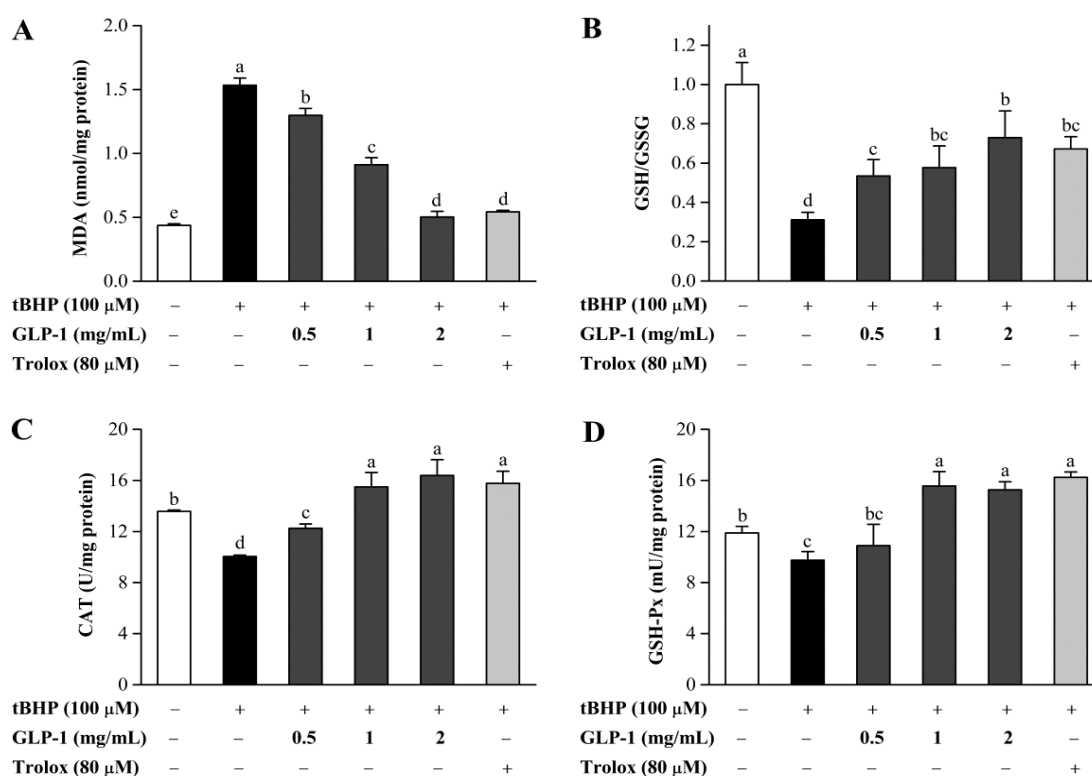 A
MDA (nmol/mg protein)
2.0
1.5
1.0
0.5
0.0
e
a
b
c
d
d
tBHP (100 μM) – + + + + +
GLP-1 (mg/mL) – – 0.5 1 2 –
Trolox (80 μM) – – – – – +
B
GSH/GSSG
1.2
1.0
0.8
0.6
0.4
0.2
0.0
a
d
c
bc
b
bc
tBHP (100 μM) – + + + + +
GLP-1 (mg/mL) – – 0.5 1 2 –
Trolox (80 μM) – – – – – +
C
CAT (U/mg protein)
20
16
12
8
4
0
b
d
c
a
a
a
tBHP (100 μM) – + + + + +
GLP-1 (mg/mL) – – 0.5 1 2 –
Trolox (80 μM) – – – – – +
D
GSH-Px (mU/mg protein)
20
16
12
8
4
0
b
c
bc
a
a
a
tBHP (100 μM) – + + + + +
GLP-1 (mg/mL) – – 0.5 1 2 –
Trolox (80 μM) – – – – – +